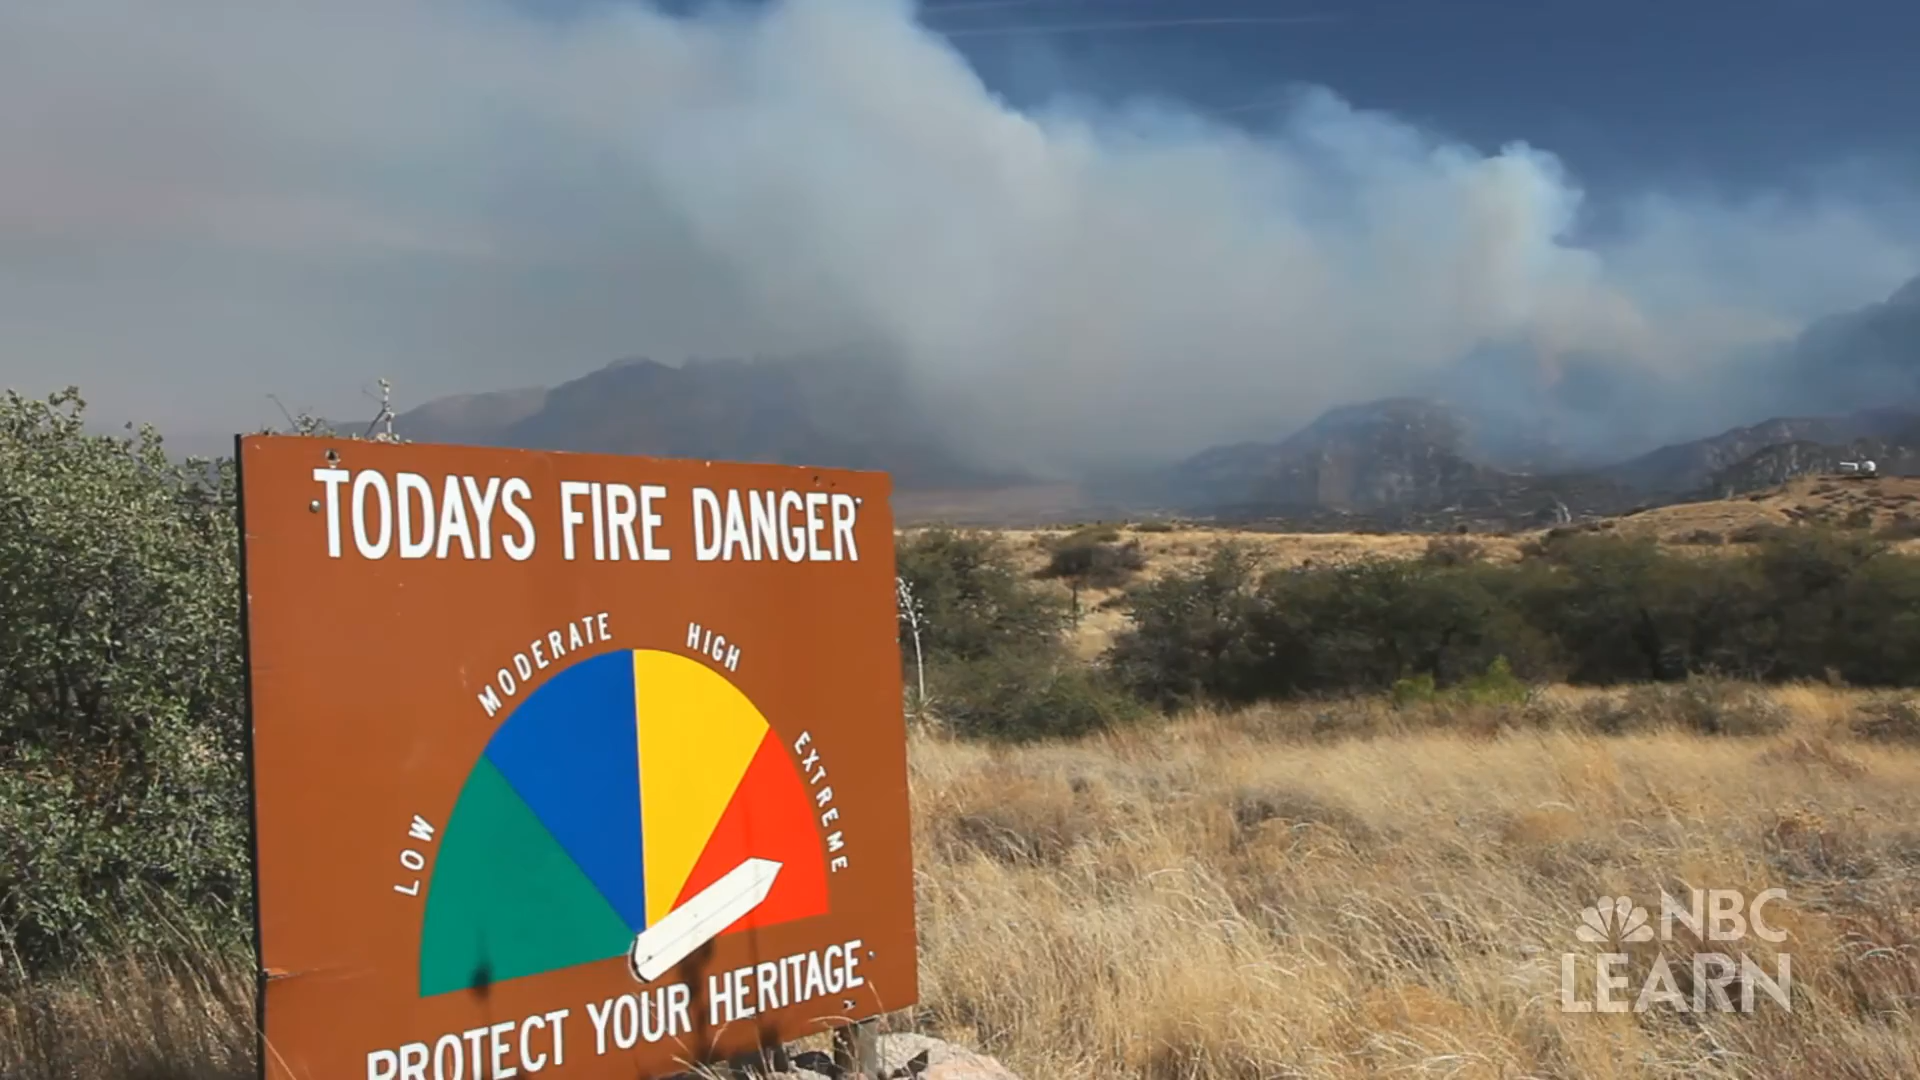 TODAYS FIRE DANGER
LOW
MODERATE
HIGH
EXTREME
PROTECT YOUR HERITAGE
NBC
LEARN